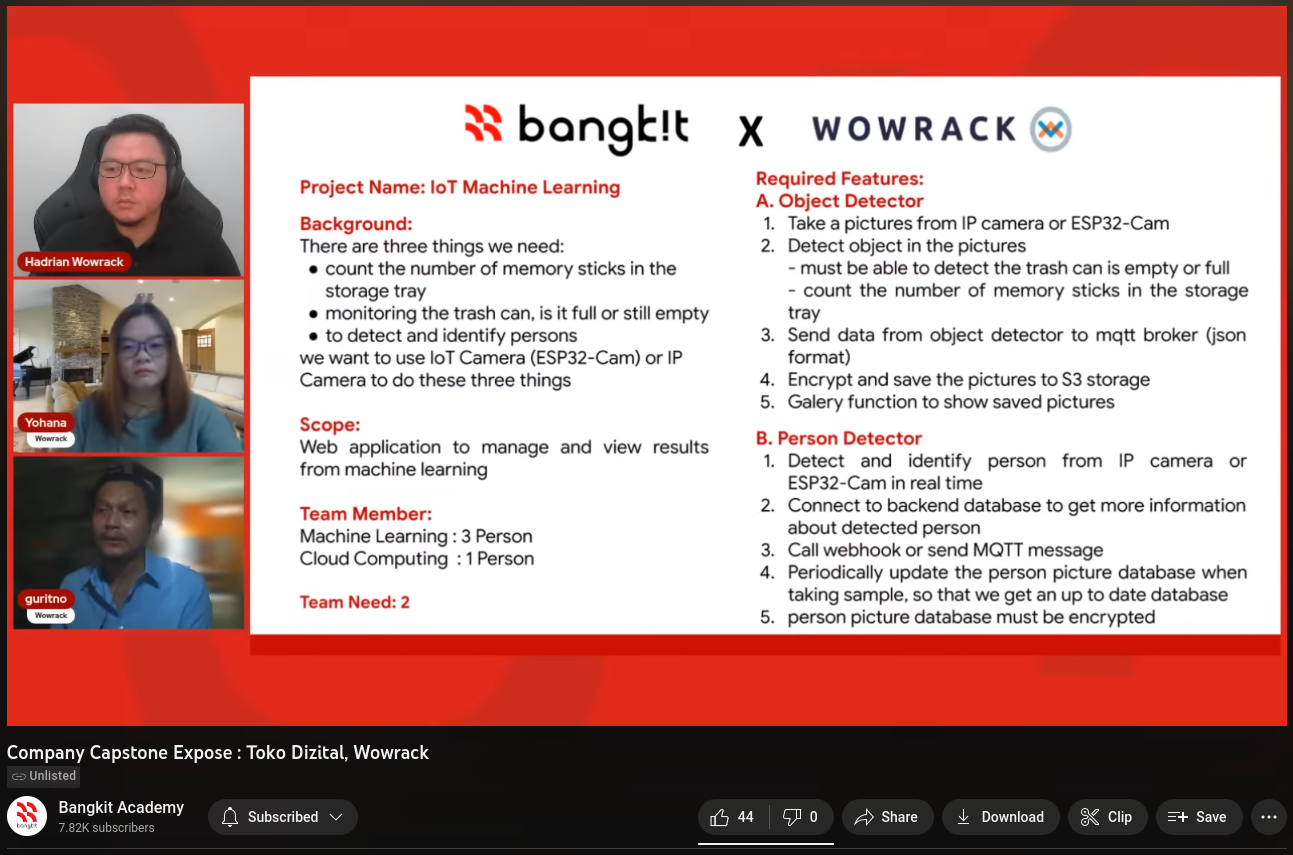 bangk!t X WOWRACK
Project Name: IoT Machine Learning
Background:
There are three things we need:
● count the number of memory sticks in the
storage tray
● monitoring the trash can, is it full or still empty
● to detect and identify persons
we want to use IoT Camera (ESP32-Cam) or IP
Camera to do these three things
Scope:
Web application to manage and view results
from machine learning
Team Member:
Machine Learning : 3 Person
Cloud Computing : 1 Person
Team Need: 2
Required Features:
A. Object Detector
1. Take a pictures from IP camera or ESP32-Cam
2. Detect object in the pictures
- must be able to detect the trash can is empty or full
- count the number of memory sticks in the storage
tray
3. Send data from object detector to mqtt broker (json
format)
4. Encrypt and save the pictures to S3 storage
5. Galery function to show saved pictures
B. Person Detector
1. Detect and identify person from IP camera or
ESP32-Cam in real time
2. Connect to backend database to get more information
about detected person
3. Call webhook or send MQTT message
4. Periodically update the person picture database when
taking sample, so that we get an up to date database
5. person picture database must be encrypted
Hadrian Wowrack
Yohana
Wowrack
guritno
Wowrack
Company Capstone Expose : Toko Dizital, Wowrack
Unlisted
bangk!t
Bangkit Academy
7.82K subscribers
Subscribed
44
0
Share
Download
Clip
Save